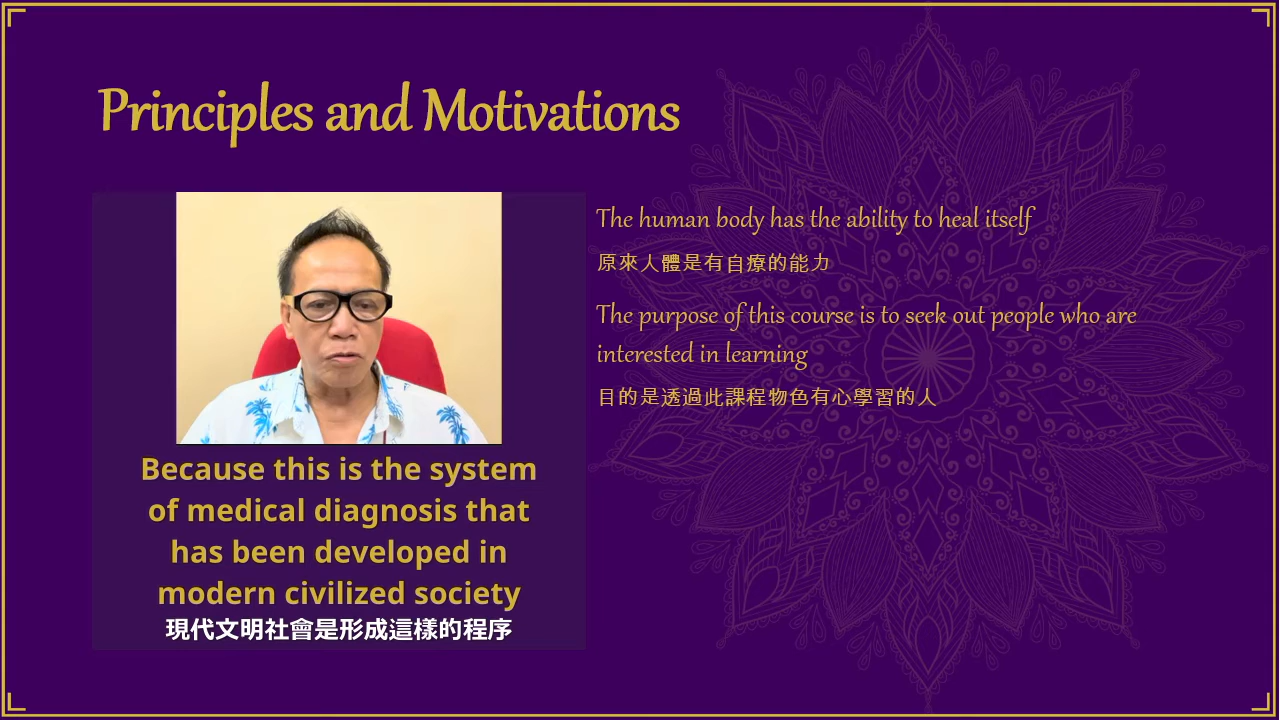 Principles and Motivations
The human body has the ability to heal itself
原來人體是有自療的能力
The purpose of this course is to seek out people who are
interested in learning
目的是透過此課程物色有心學習的人
Because this is the system
of medical diagnosis that
has been developed in
modern civilized society
現代文明社會是形成這樣的程序